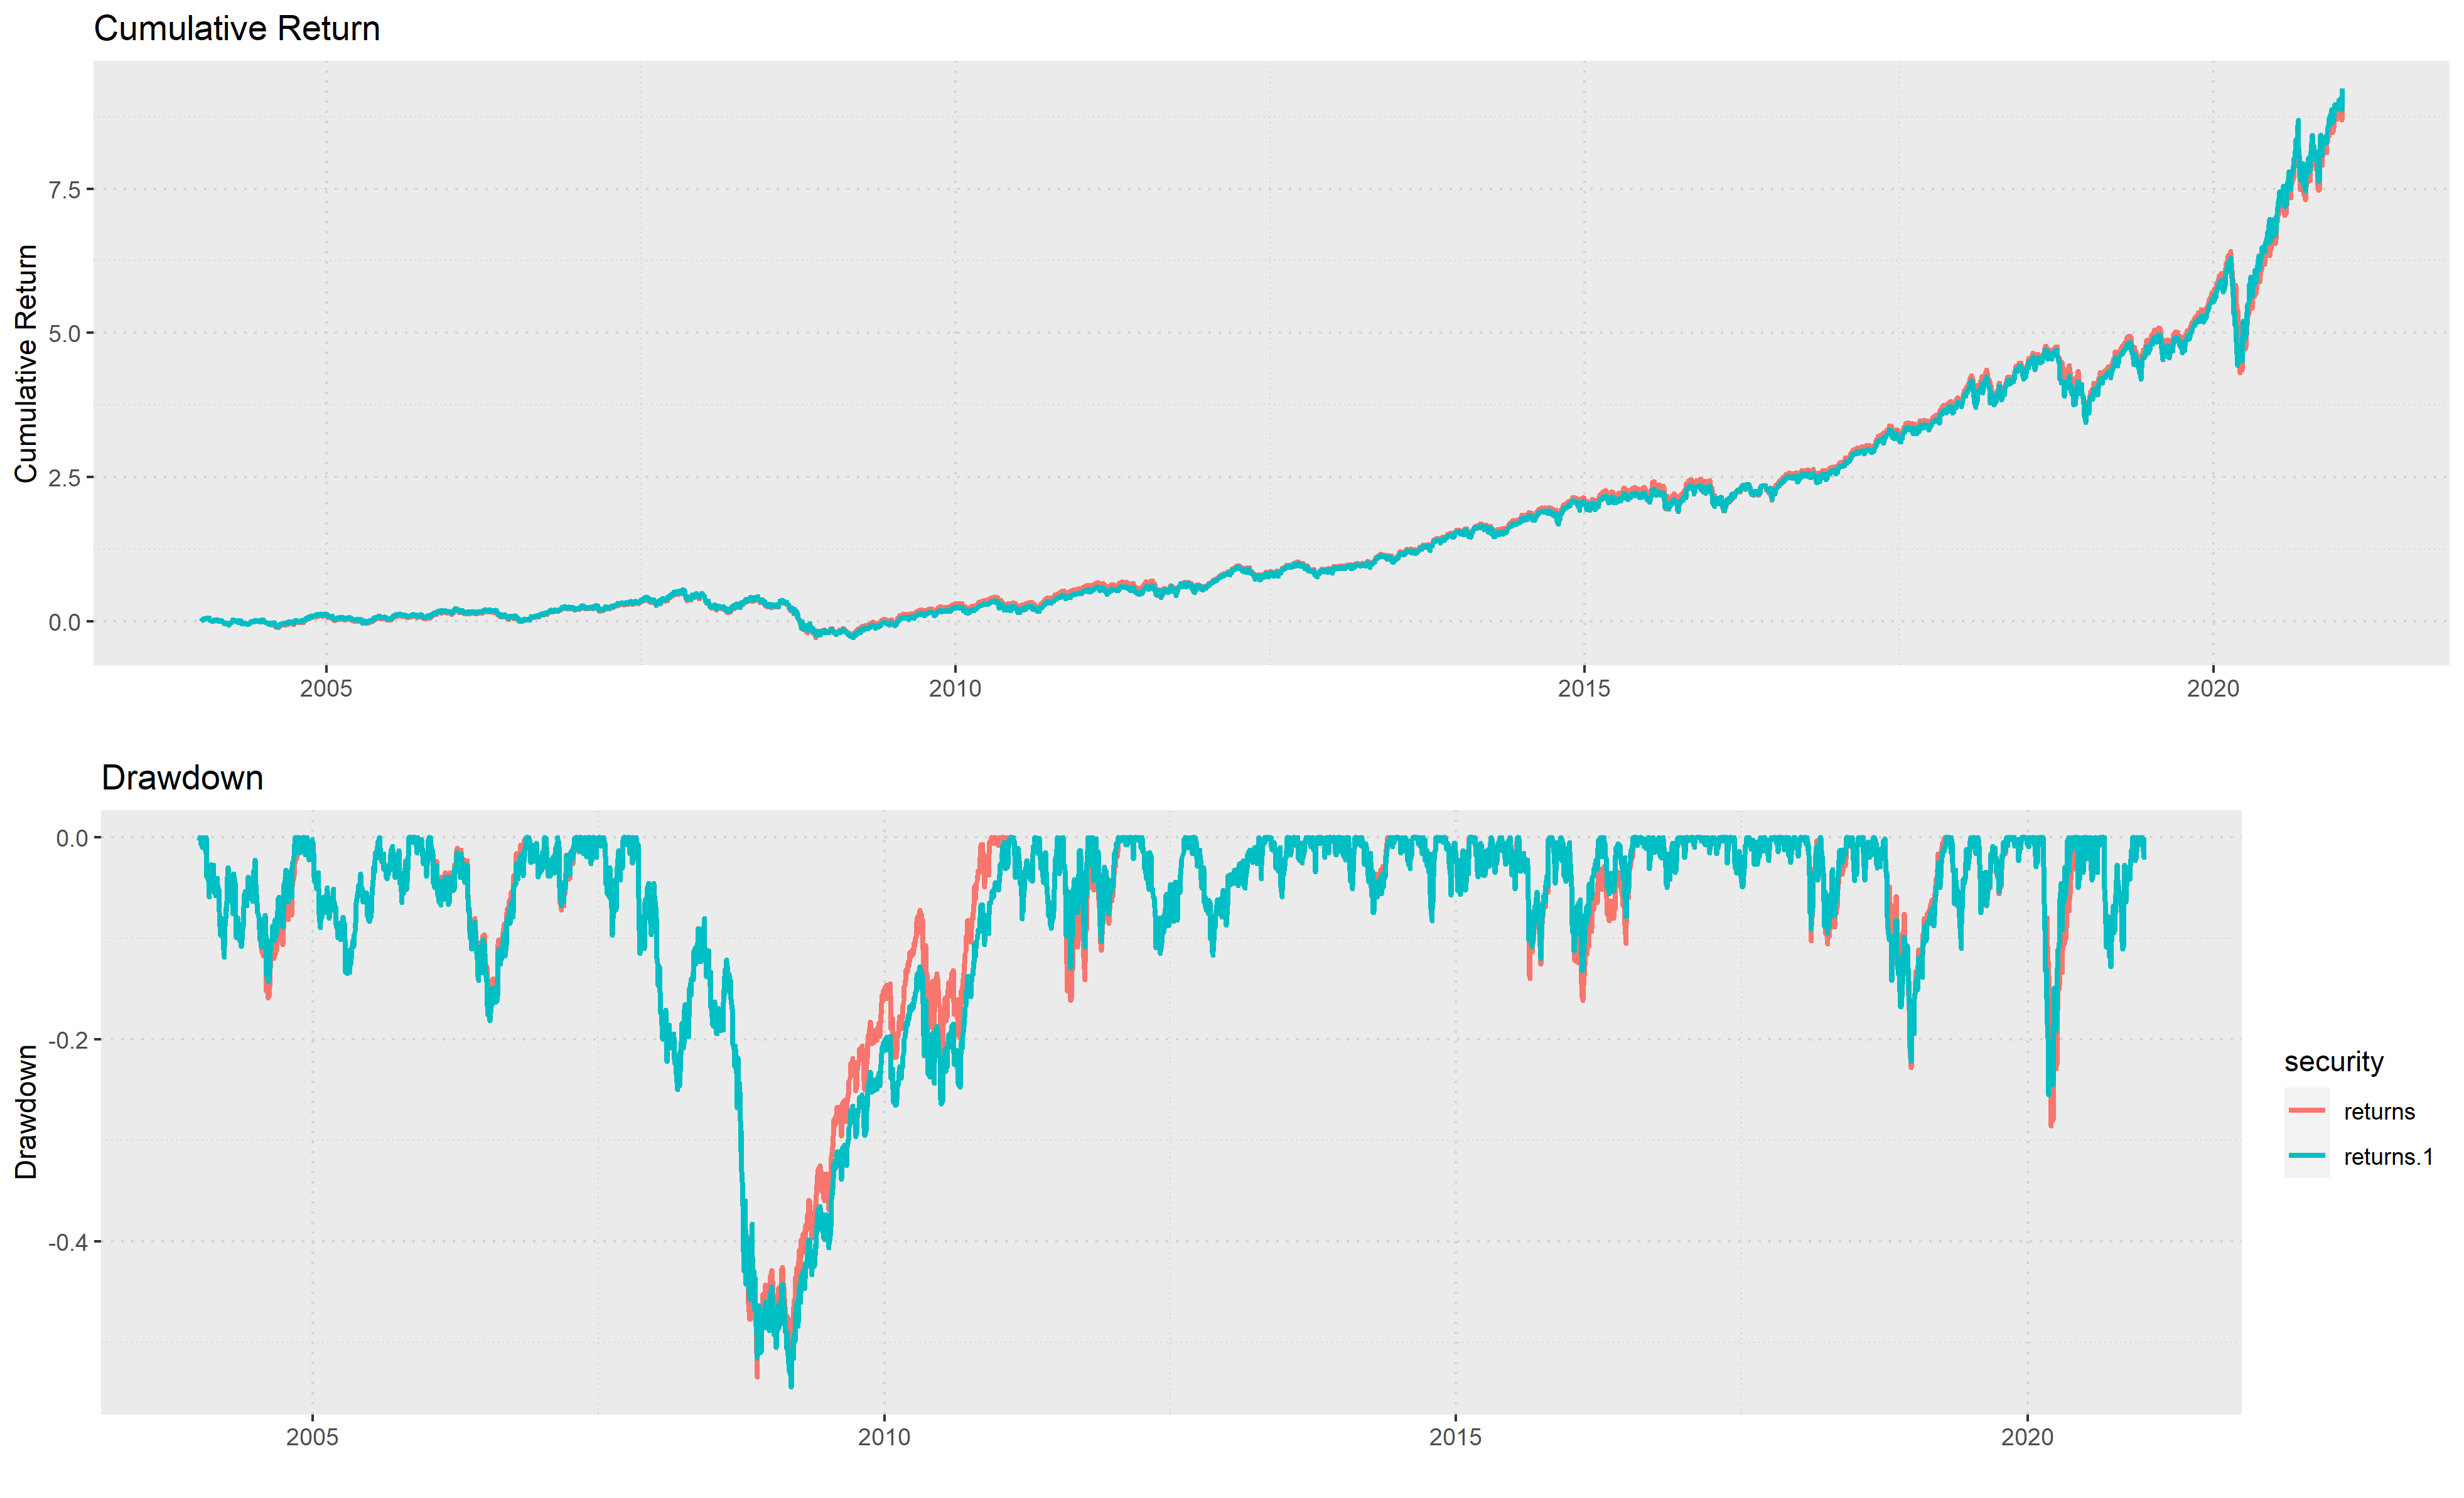 Cumulative Return
Cumulative Return
7.5
5.0
2.5
0.0
2005 2010 2015 2020
Drawdown
Drawdown
0.0
-0.2
-0.4
2005 2010 2015 2020
security
returns
returns.1